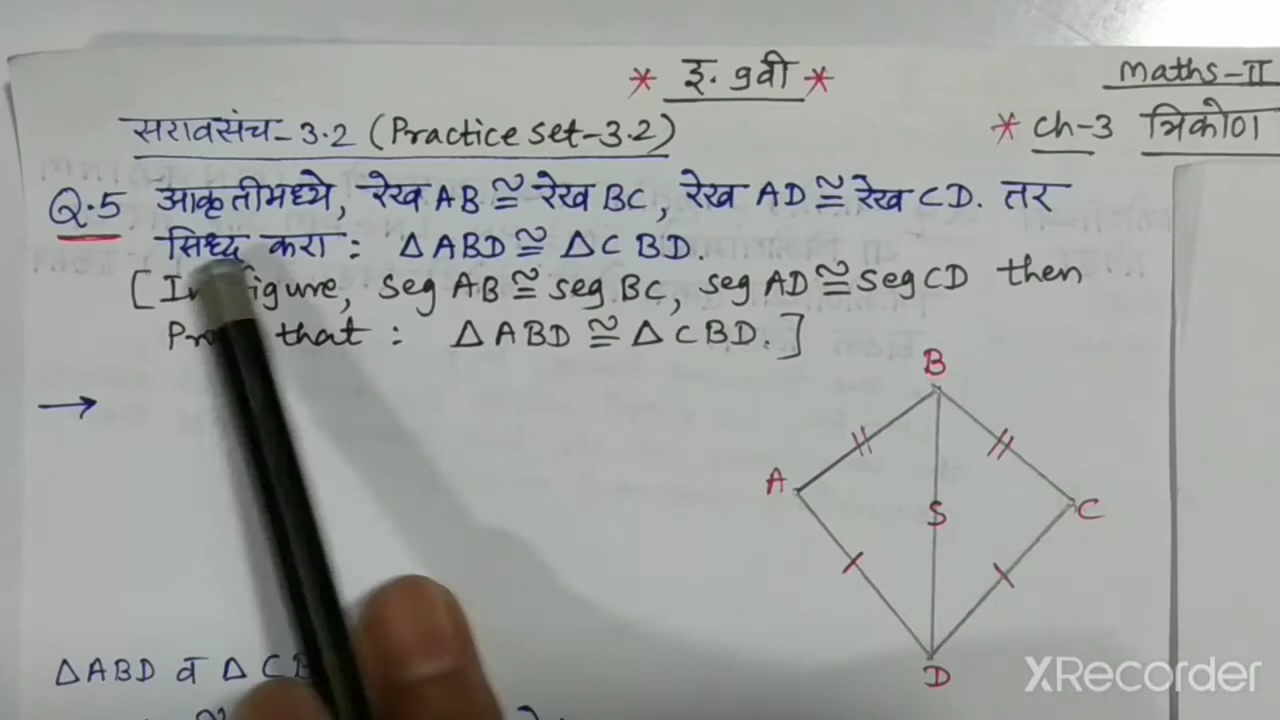 * इ. 9वी *
Maths-II
सरावसंच-3.2 (Practice set-3.2)
* ch-3 त्रिकोण
Q.5 आकृतीमध्ये, रेख AB ≅ रेख BC, रेख AD ≅ रेख CD. तर
सिध्द करा : △ABD ≅ △CBD.
[ In figure, seg AB ≅ seg BC, seg AD ≅ seg CD then
that : △ABD ≅ △CBD.]
→
B
A
S
C
D
△ABD व △
XRecorder